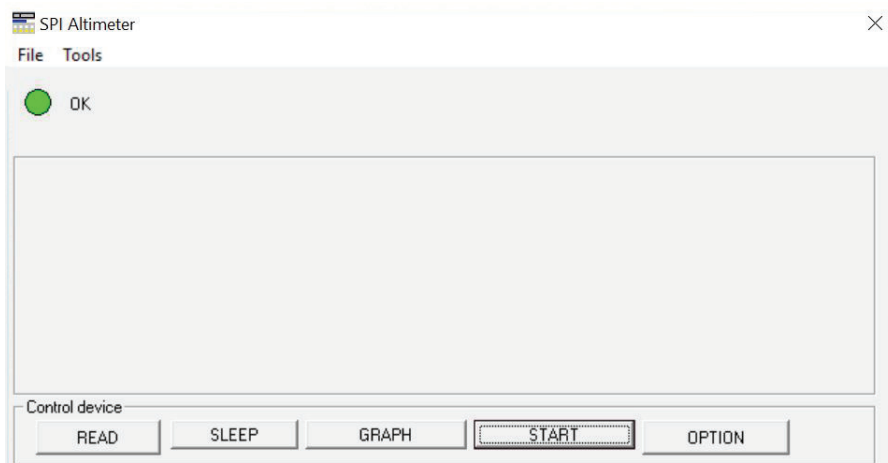 SPI Altimeter
File Tools
OK
Control device
READ SLEEP GRAPH START OPTION